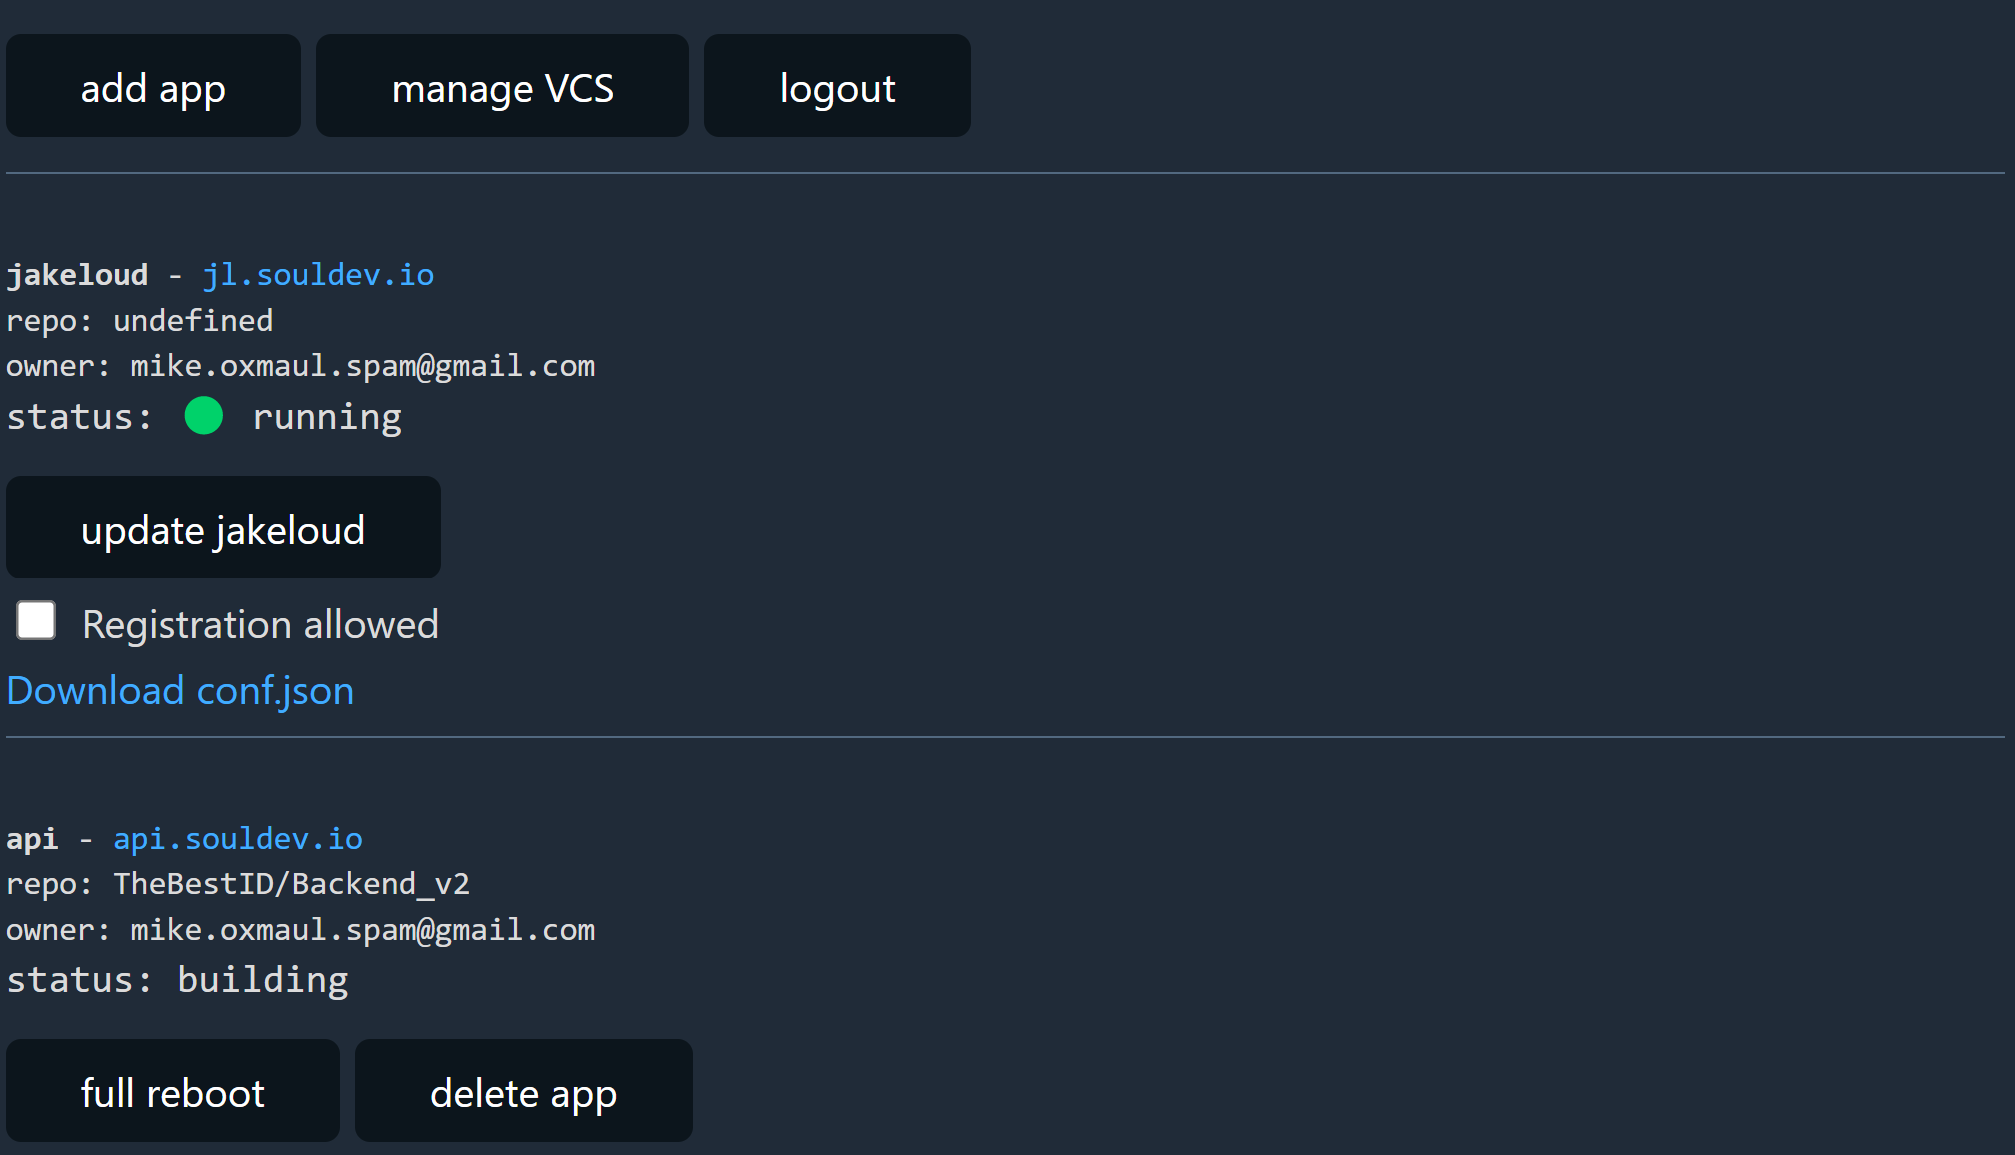 add app manage VCS logout
jakeloud - jl.souldev.io
repo: undefined
owner: mike.oxmaul.spam@gmail.com
status: running
update jakeloud
Registration allowed
Download conf.json
api - api.souldev.io
repo: TheBestID/Backend_v2
owner: mike.oxmaul.spam@gmail.com
status: building
full reboot delete app